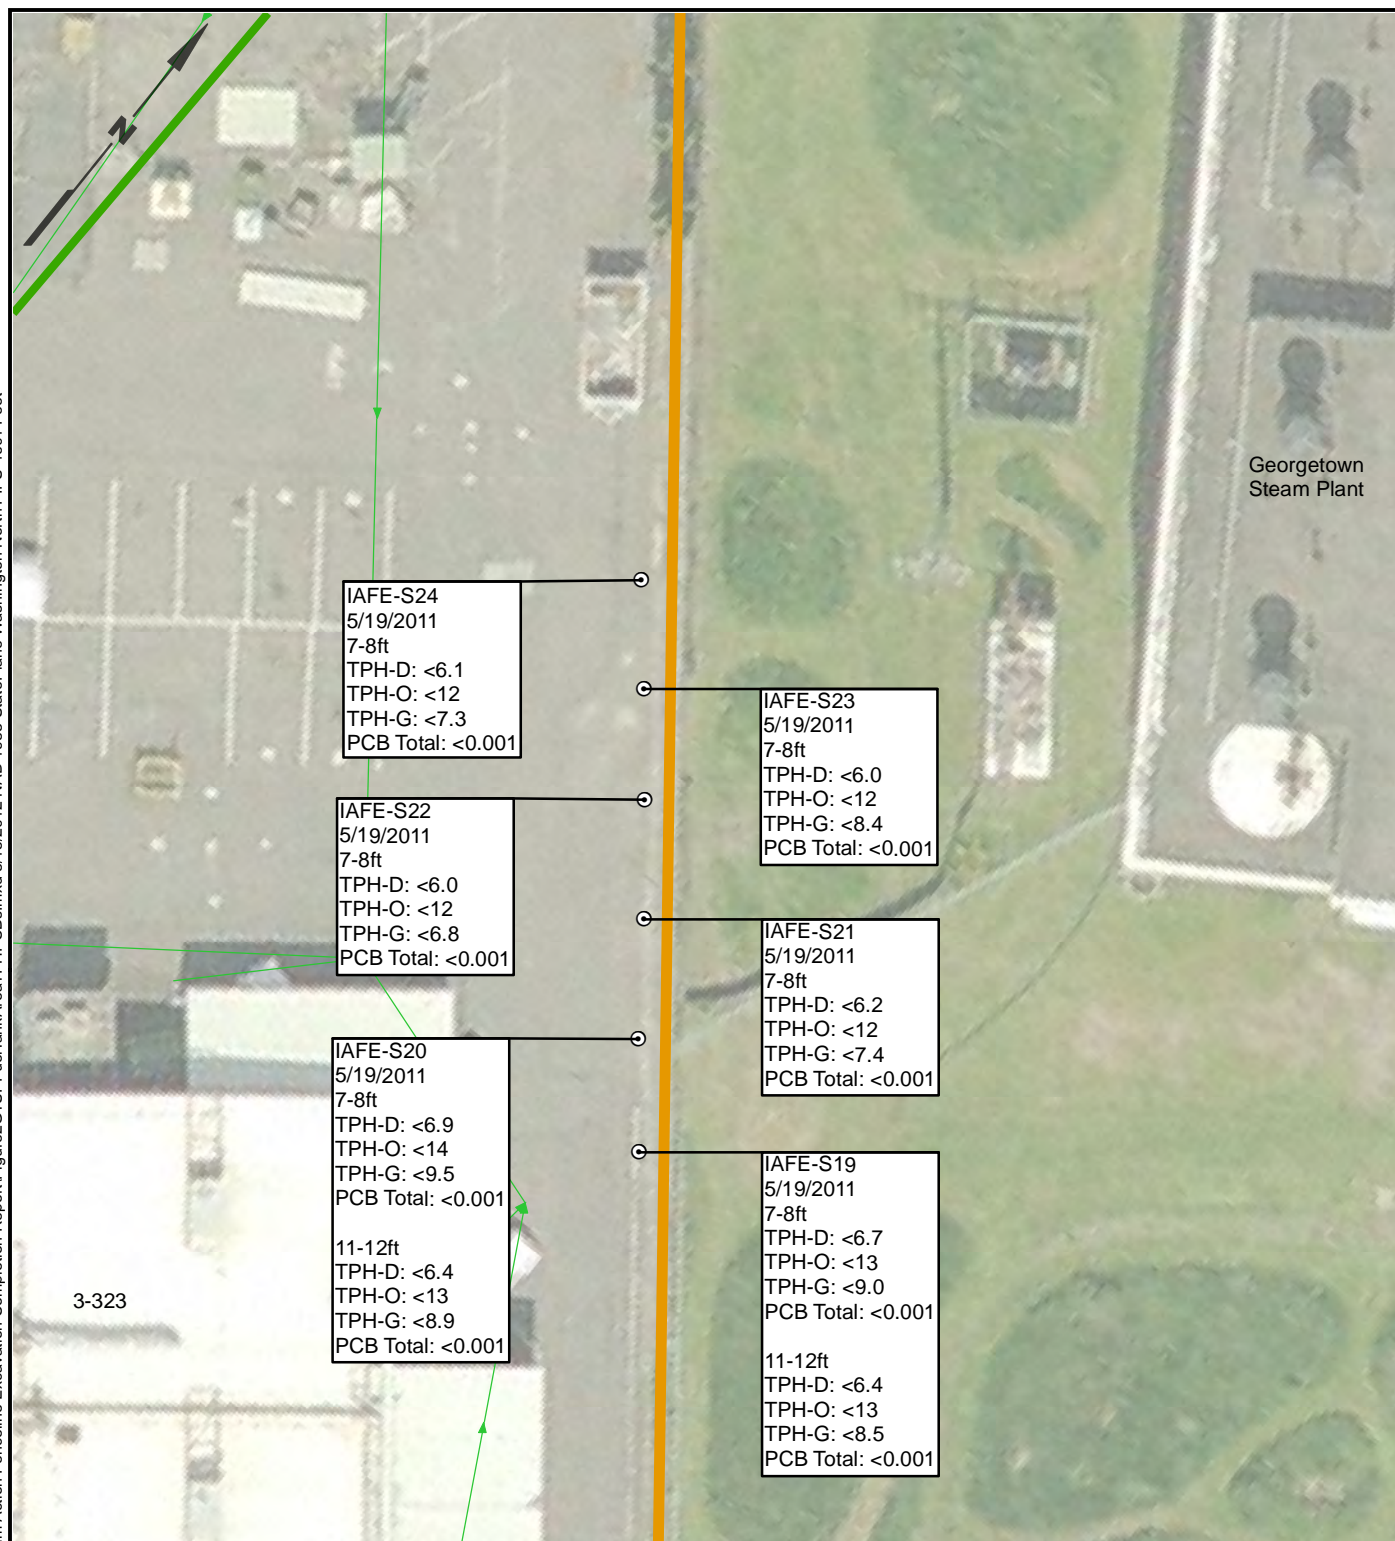 N
Georgetown
Steam Plant
IAFE-S24
5/19/2011
7-8ft
TPH-D: <6.1
TPH-O: <12
TPH-G: <7.3
PCB Total: <0.001
IAFE-S23
5/19/2011
7-8ft
TPH-D: <6.0
TPH-O: <12
TPH-G: <8.4
PCB Total: <0.001
IAFE-S22
5/19/2011
7-8ft
TPH-D: <6.0
TPH-O: <12
TPH-G: <6.8
PCB Total: <0.001
IAFE-S21
5/19/2011
7-8ft
TPH-D: <6.2
TPH-O: <12
TPH-G: <7.4
PCB Total: <0.001
IAFE-S20
5/19/2011
7-8ft
TPH-D: <6.9
TPH-O: <14
TPH-G: <9.5
PCB Total: <0.001
11-12ft
TPH-D: <6.4
TPH-O: <13
TPH-G: <8.9
PCB Total: <0.001
IAFE-S19
5/19/2011
7-8ft
TPH-D: <6.7
TPH-O: <13
TPH-G: <9.0
PCB Total: <0.001
11-12ft
TPH-D: <6.4
TPH-O: <13
TPH-G: <8.5
PCB Total: <0.001
3-323